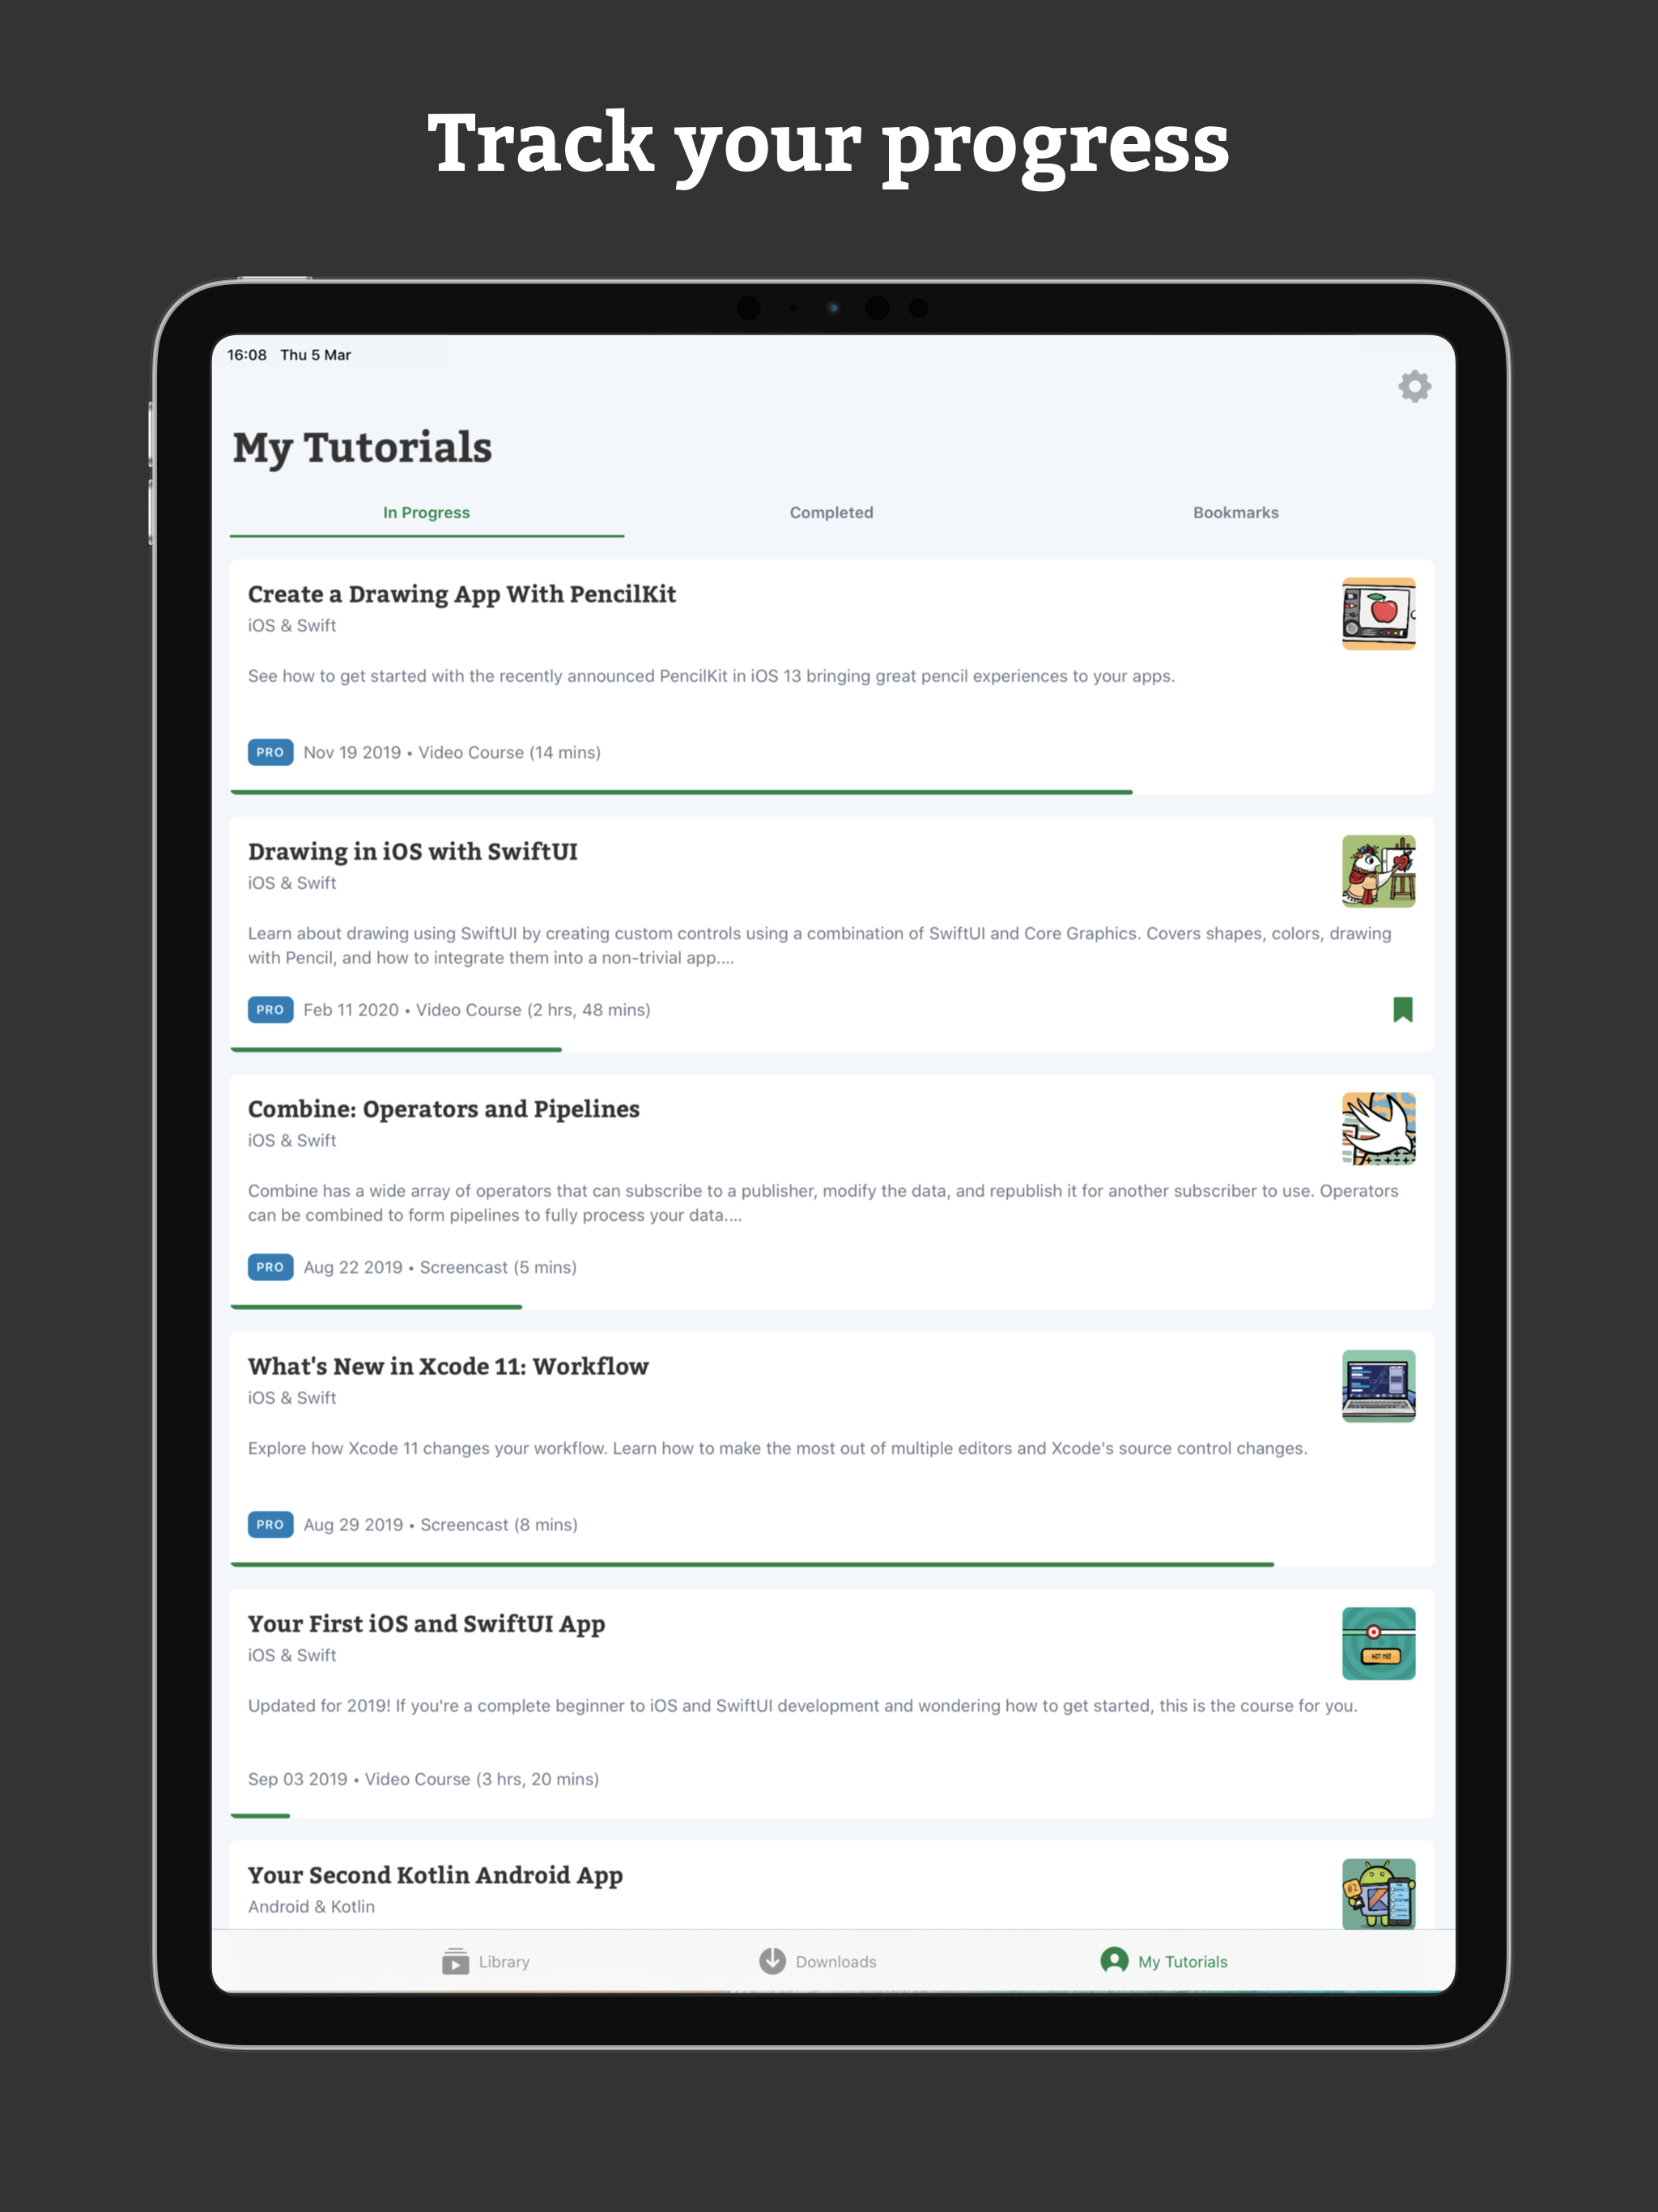 Track your progress
16:08 Thu 5 Mar
My Tutorials
In Progress
Completed
Bookmarks
Create a Drawing App With PencilKit
iOS & Swift
See how to get started with the recently announced PencilKit in iOS 13 bringing great pencil experiences to your apps.
PRO Nov 19 2019 • Video Course (14 mins)
Drawing in iOS with SwiftUI
iOS & Swift
Learn about drawing using SwiftUI by creating custom controls using a combination of SwiftUI and Core Graphics. Covers shapes, colors, drawing
with Pencil, and how to integrate them into a non-trivial app....
PRO Feb 11 2020 • Video Course (2 hrs, 48 mins)
Combine: Operators and Pipelines
iOS & Swift
Combine has a wide array of operators that can subscribe to a publisher, modify the data, and republish it for another subscriber to use. Operators
can be combined to form pipelines to fully process your data....
PRO Aug 22 2019 • Screencast (5 mins)
What's New in Xcode 11: Workflow
iOS & Swift
Explore how Xcode 11 changes your workflow. Learn how to make the most out of multiple editors and Xcode's source control changes.
PRO Aug 29 2019 • Screencast (8 mins)
Your First iOS and SwiftUI App
iOS & Swift
HIT ME!
Updated for 2019! If you're a complete beginner to iOS and SwiftUI development and wondering how to get started, this is the course for you.
Sep 03 2019 • Video Course (3 hrs, 20 mins)
Your Second Kotlin Android App
#2
Android & Kotlin
Library
Downloads
My Tutorials